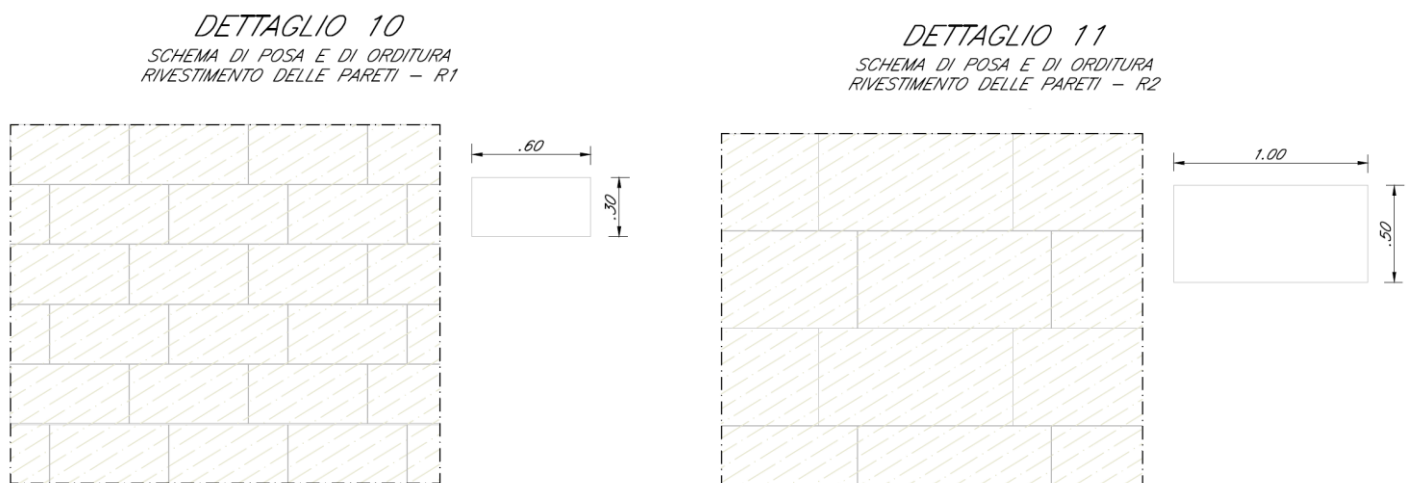 DETTAGLIO 10
SCHEMA DI POSA E DI ORDITURA
RIVESTIMENTO DELLE PARETI – R1
.60
.30
DETTAGLIO 11
SCHEMA DI POSA E DI ORDITURA
RIVESTIMENTO DELLE PARETI – R2
1.00
.50